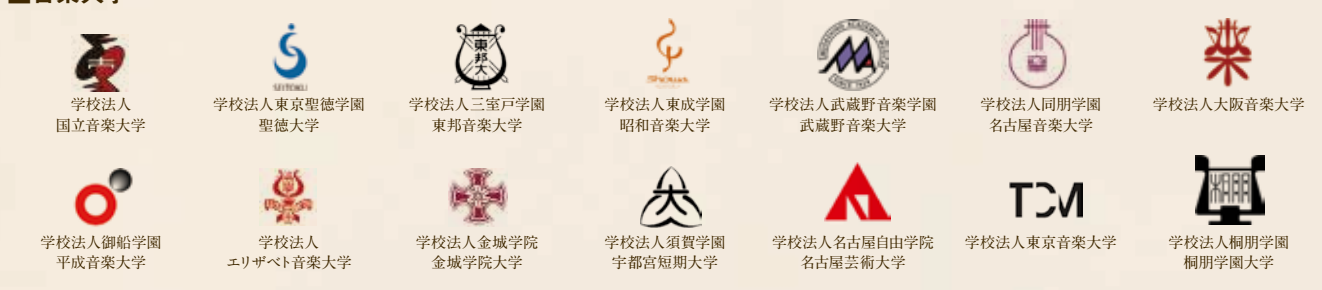 音楽大学
東邦大
SEITOKU
Showa
TCM
学校法人
国立音楽大学
学校法人東京聖徳学園
聖徳大学
学校法人三室戸学園
東邦音楽大学
学校法人東成学園
昭和音楽大学
学校法人武蔵野音楽学園
武蔵野音楽大学
学校法人同朋学園
名古屋音楽大学
学校法人大阪音楽大学
学校法人御船学園
平成音楽大学
学校法人
エリザベト音楽大学
学校法人金城学院
金城学院大学
学校法人須賀学園
宇都宮短期大学
学校法人名古屋自由学院
名古屋芸術大学
学校法人東京音楽大学
学校法人桐朋学園
桐朋学園大学